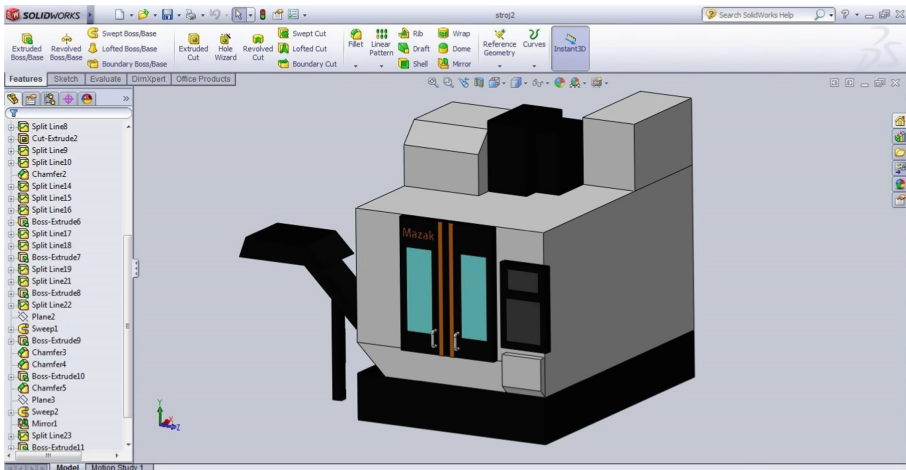 SOLIDWORKS
stroj2
Search SolidWorks Help
Extruded Boss/Base
Revolved Boss/Base
Swept Boss/Base
Lofted Boss/Base
Boundary Boss/Base
Extruded Cut
Hole Wizard
Revolved Cut
Swept Cut
Lofted Cut
Boundary Cut
Fillet
Linear Pattern
Rib
Draft
Shell
Wrap
Dome
Mirror
Reference Geometry
Curves
Instant3D
Features
Sketch
Evaluate
DimXpert
Office Products
Split Line8
Cut-Extrude2
Split Line9
Split Line10
Chamfer2
Split Line14
Split Line15
Split Line16
Boss-Extrude6
Split Line17
Split Line18
Boss-Extrude7
Split Line19
Split Line21
Boss-Extrude8
Split Line22
Plane2
Sweep1
Boss-Extrude9
Chamfer3
Chamfer4
Boss-Extrude10
Chamfer5
Plane3
Sweep2
Mirror1
Split Line23
Boss-Extrude11
Mazak
Y
X
Z
Model
Motion Study 1